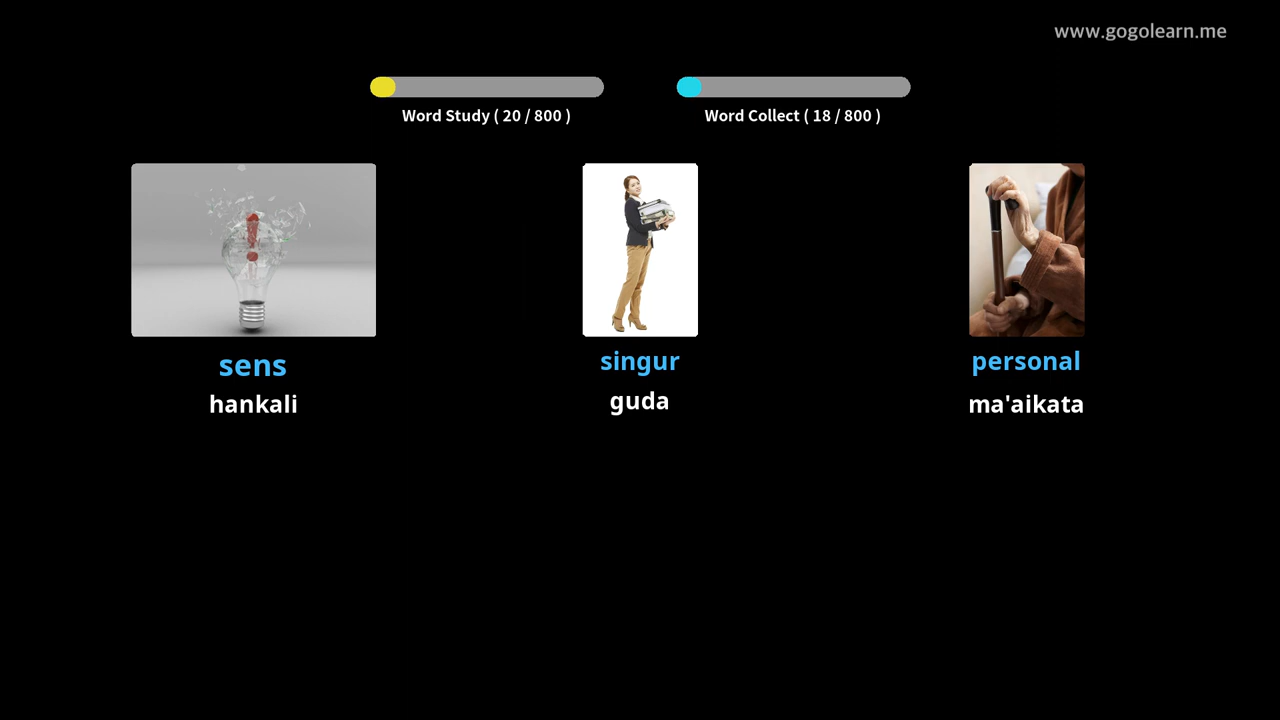 www.gogolearn.me
Word Study ( 20 / 800 )
Word Collect ( 18 / 800 )
sens
hankali
singur
guda
personal
ma'aikata